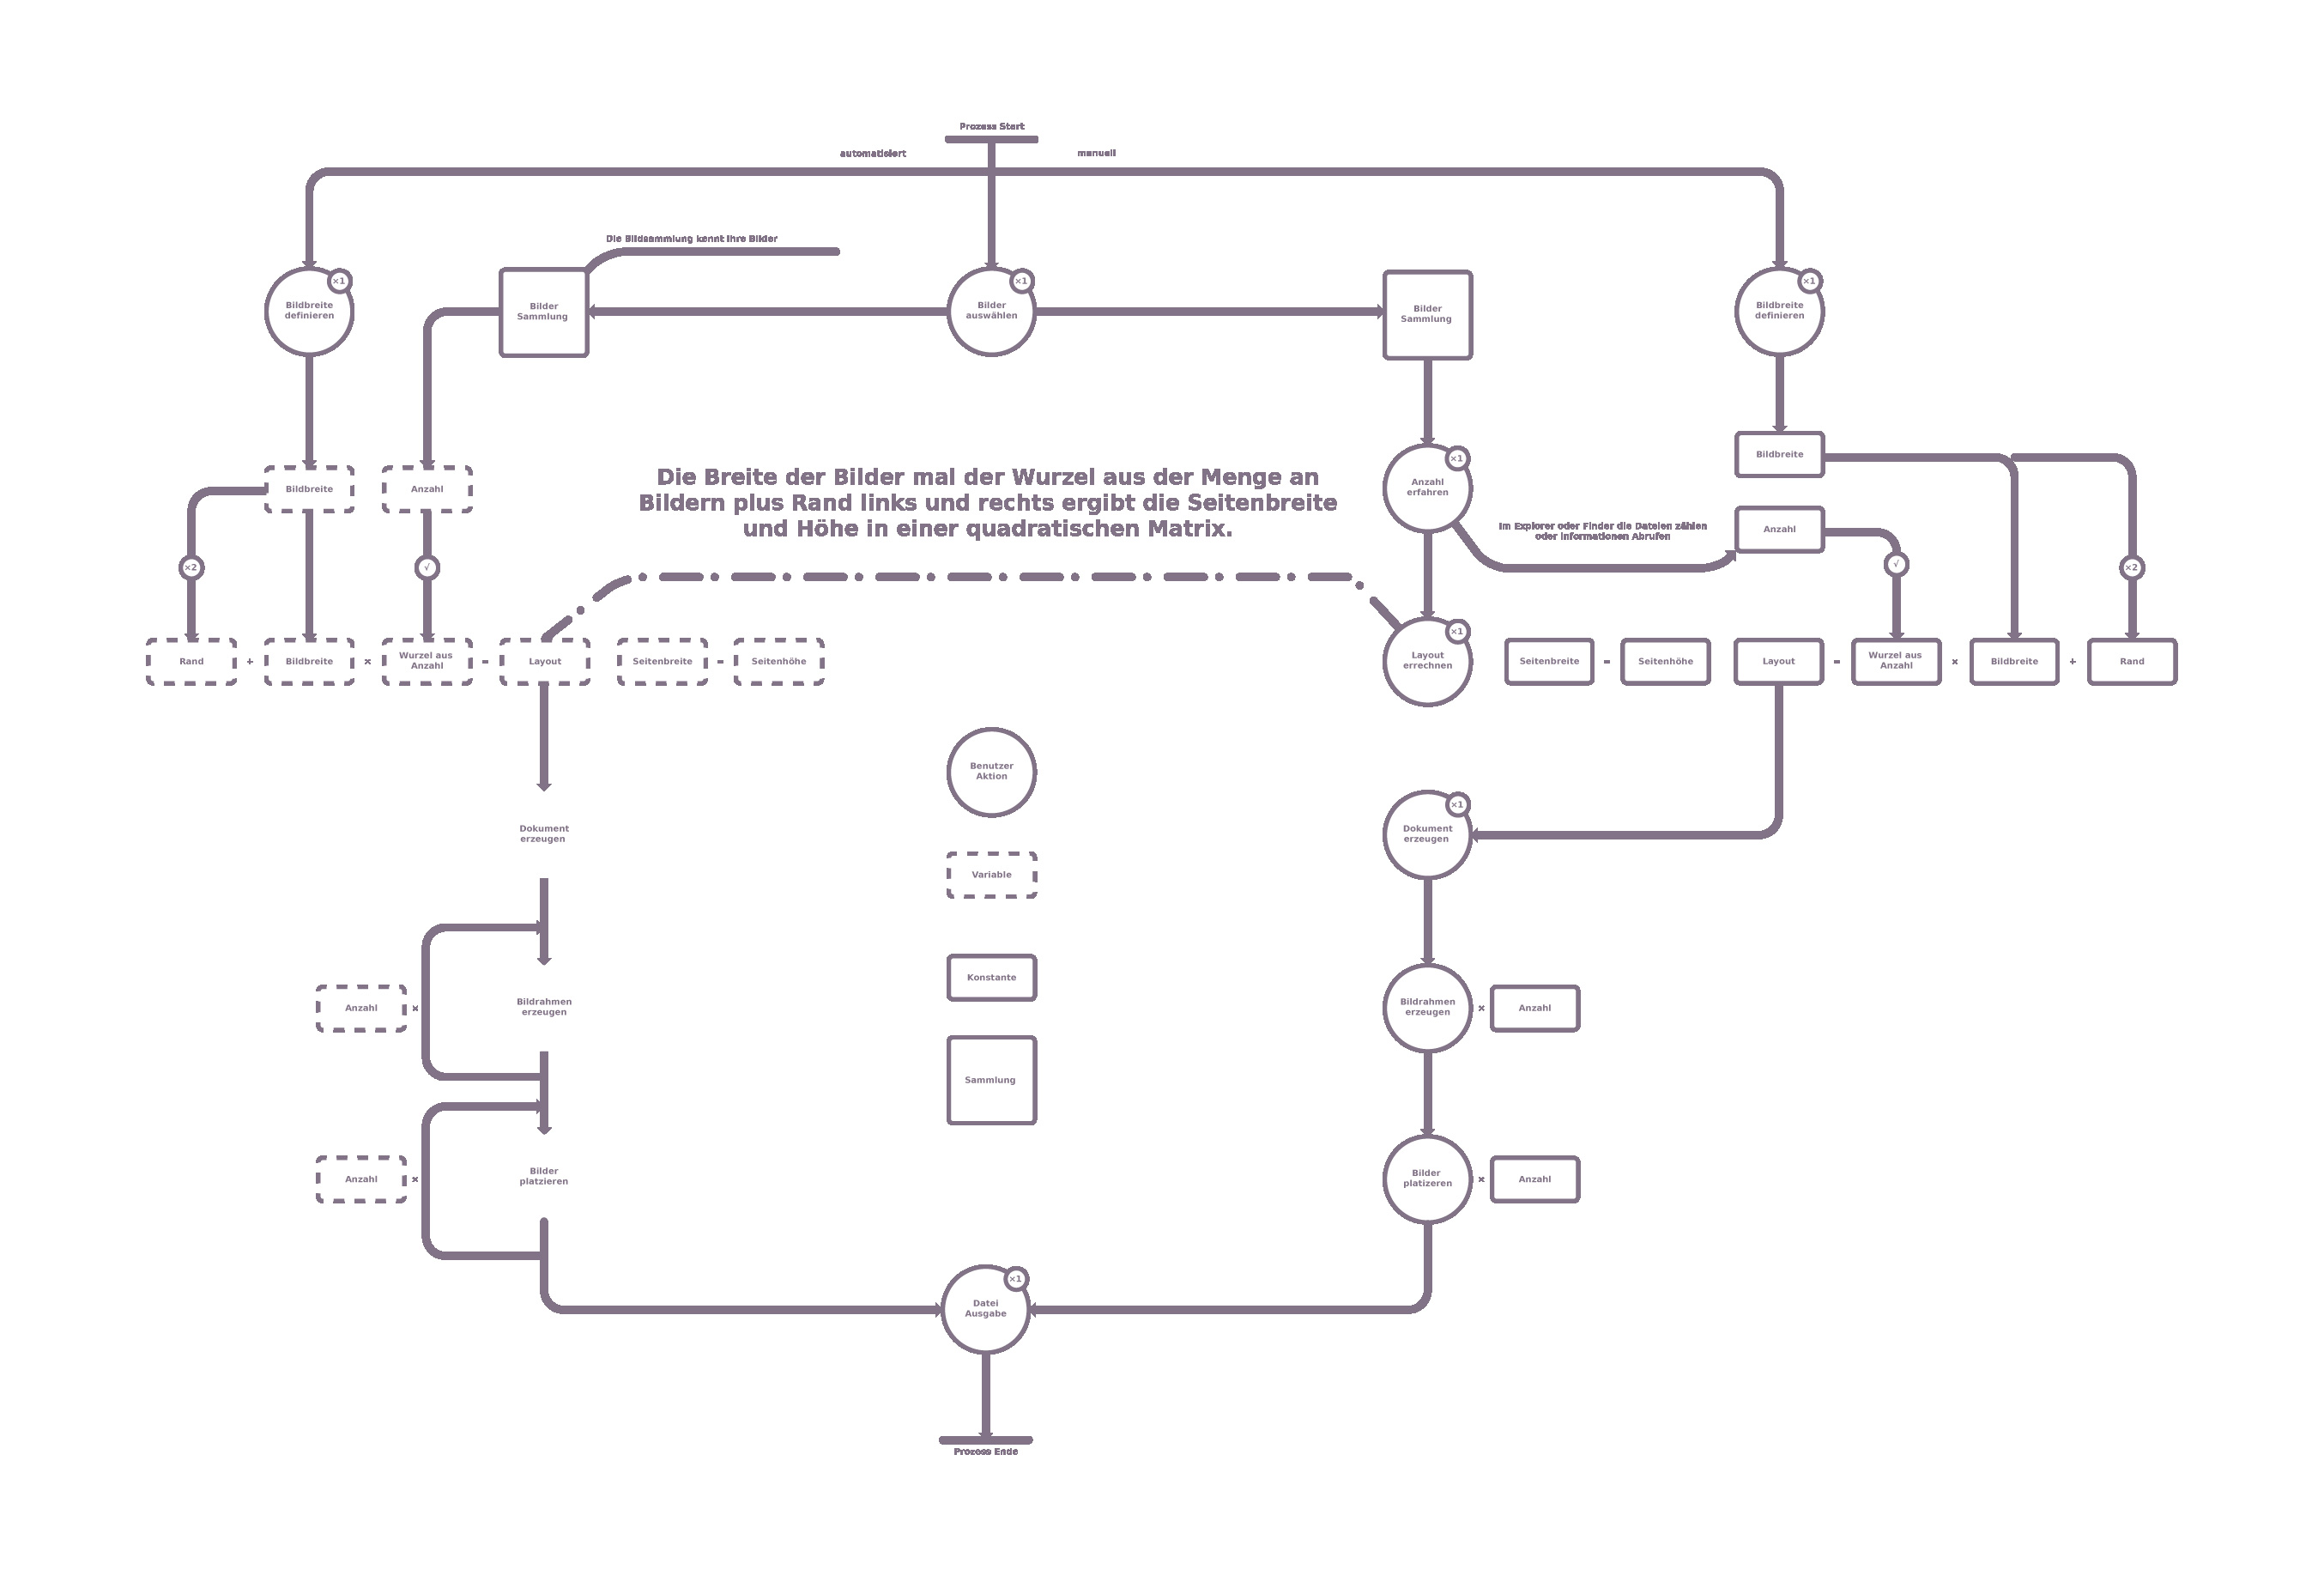 Prozess Start
automatisiert
manuell
Die Bildsammlung kennt ihre Bilder
×1
Bildbreite
definieren
Bilder
Sammlung
×1
Bilder
auswählen
Bilder
Sammlung
×1
Bildbreite
definieren
Bildbreite
Anzahl
Die Breite der Bilder mal der Wurzel aus der Menge an
Bildern plus Rand links und rechts ergibt die Seitenbreite
und Höhe in einer quadratischen Matrix.
×1
Anzahl
erfahren
Bildbreite
Im Explorer oder Finder die Dateien zählen
oder Informationen Abrufen
Anzahl
×2
√
√
×2
Rand + Bildbreite × Wurzel aus
Anzahl = Layout
Seitenbreite = Seitenhöhe
×1
Layout
errechnen
Seitenbreite = Seitenhöhe
Layout = Wurzel aus
Anzahl × Bildbreite + Rand
Benutzer
Aktion
Dokument
erzeugen
×1
Dokument
erzeugen
Variable
Konstante
Anzahl ×
Bildrahmen
erzeugen
Bildrahmen
erzeugen
× Anzahl
Sammlung
Anzahl ×
Bilder
platzieren
Bilder
platizeren
× Anzahl
×1
Datei
Ausgabe
Prozess Ende